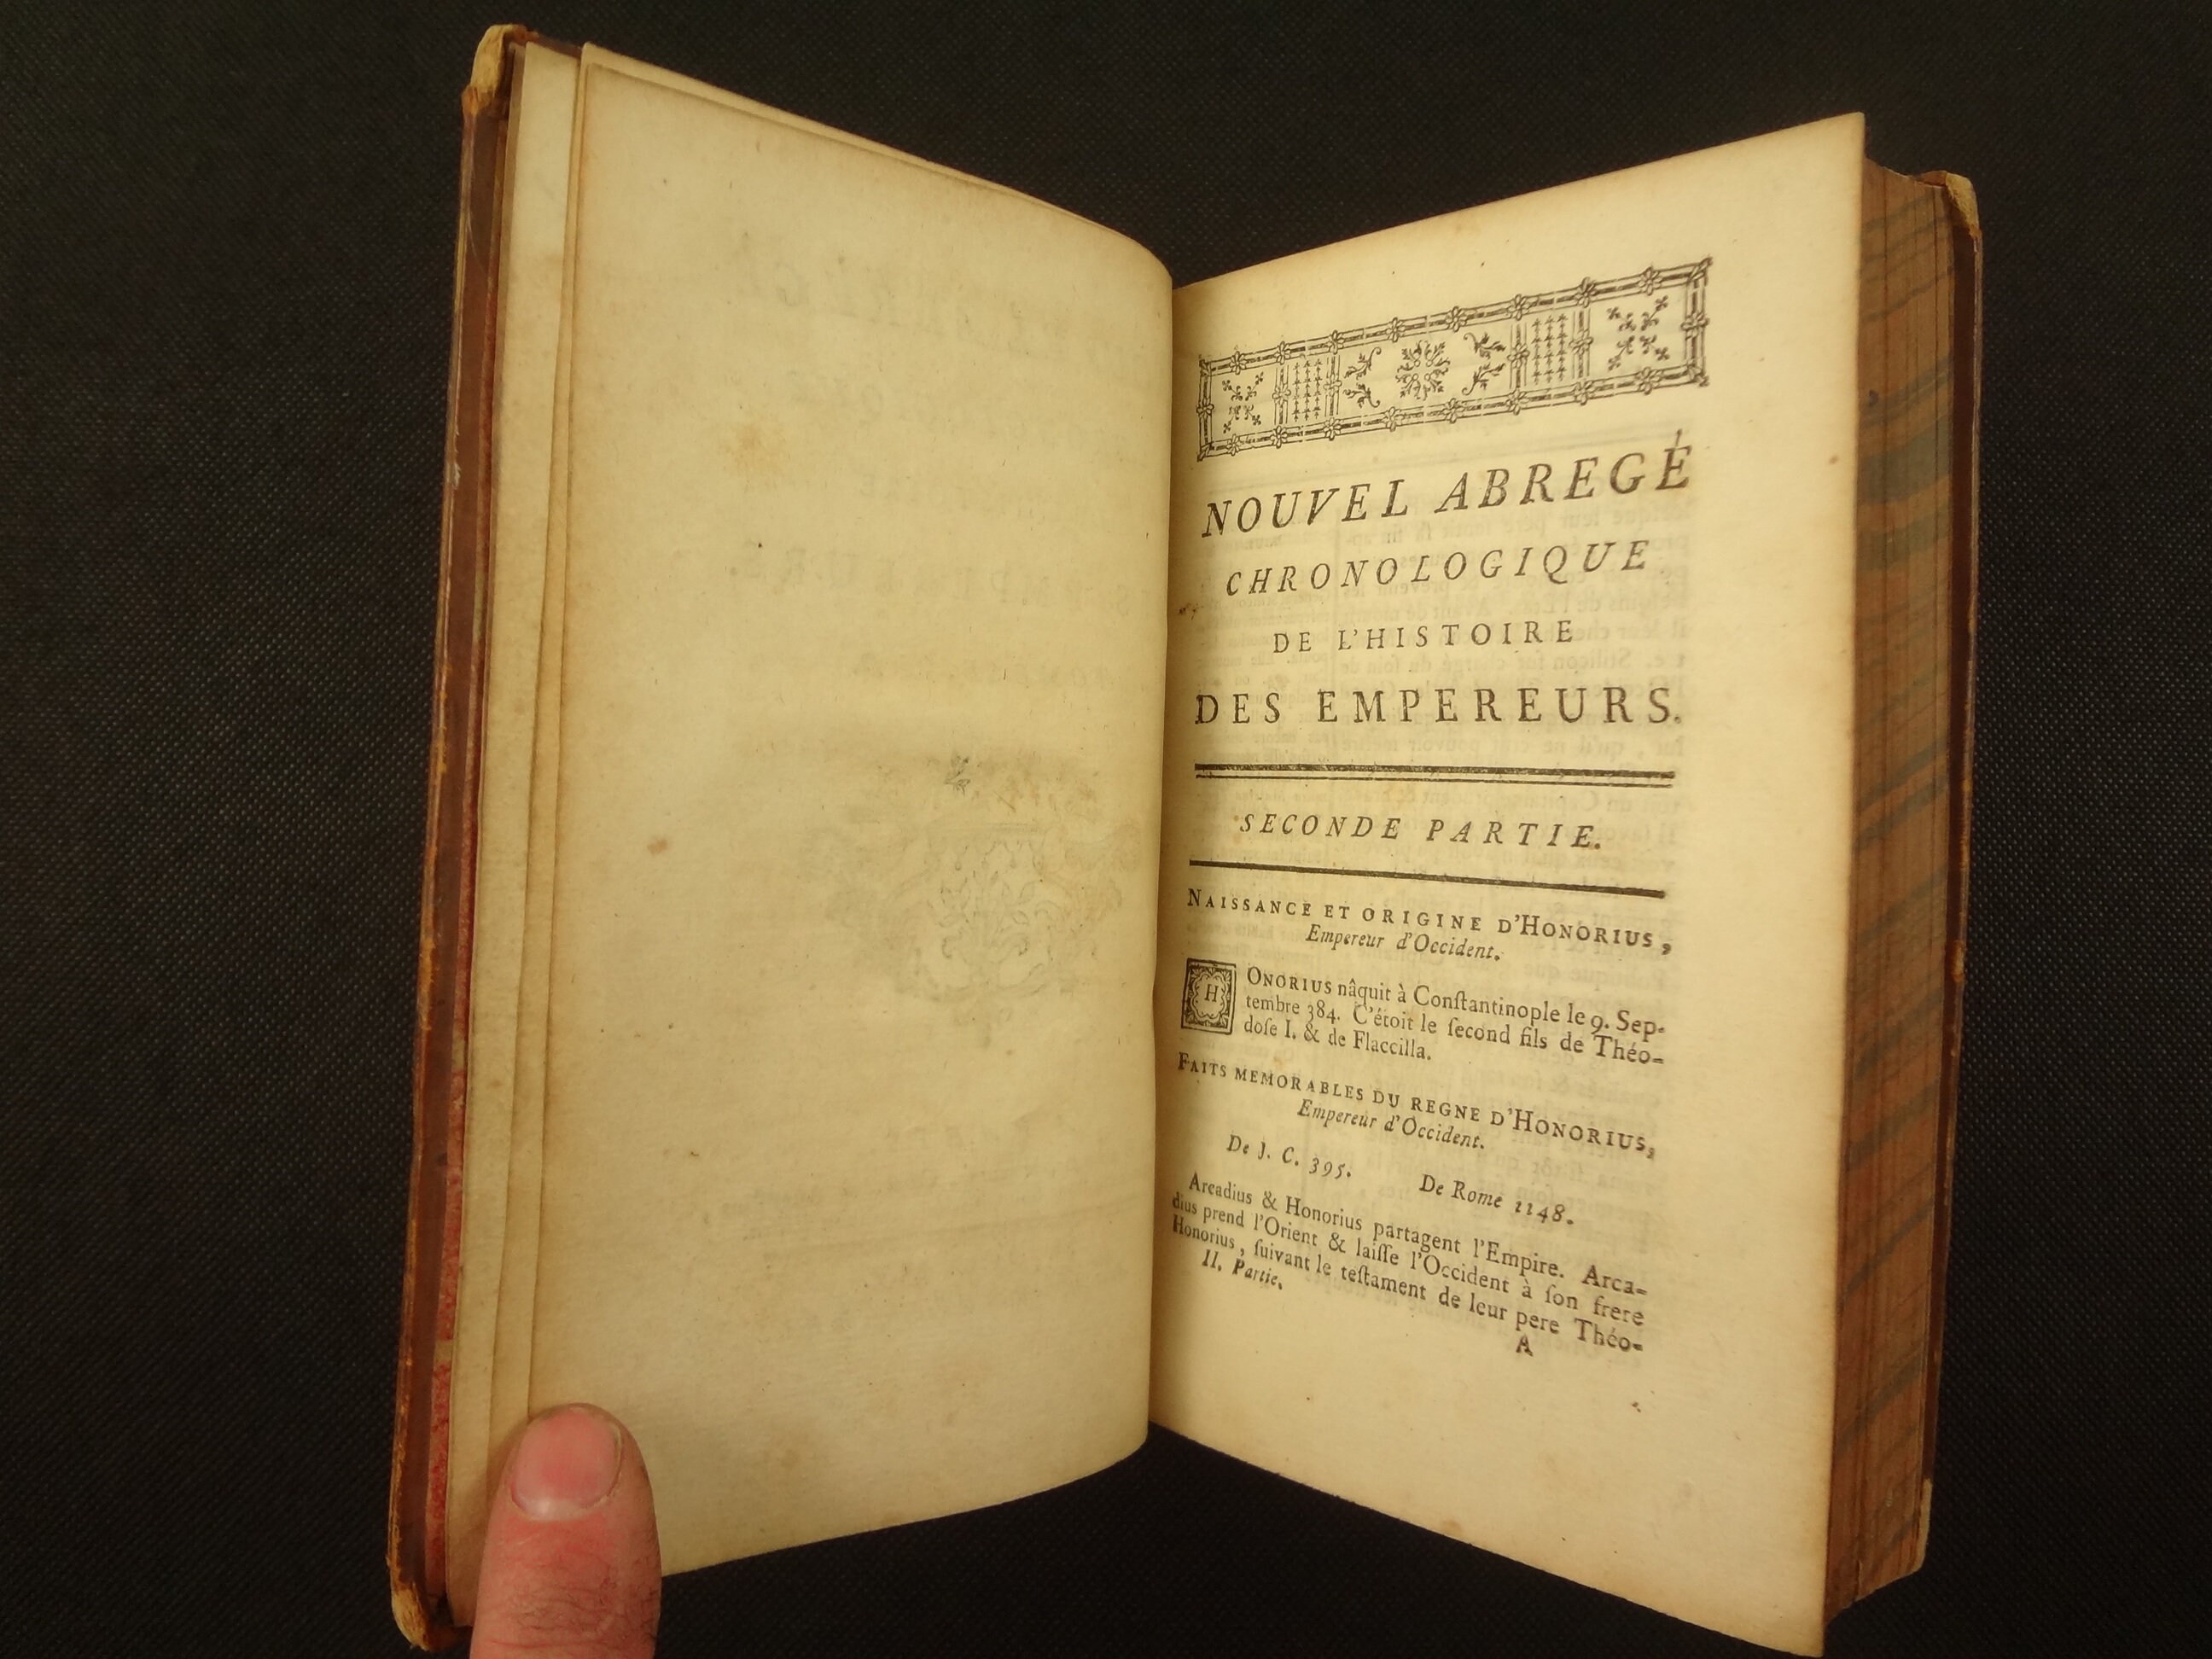 NOUVEL ABREGÉ
CHRONOLOGIQUE
DE L'HISTOIRE
DES EMPEREURS.
SECONDE PARTIE.
NAISSANCE ET ORIGINE D'HONORIUS,
Empereur d'Occident.
HONORIUS nâquit à Conſtantinople le 9. Sep-
tembre 384. C'étoit le ſecond fils de Théo-
doſe I. & de Flaccilla.
FAITS MEMORABLES DU REGNE D'HONORIUS,
Empereur d'Occident.
De J. C. 395. De Rome 1148.
Arcadius & Honorius partagent l'Empire. Arca-
dius prend l'Orient & laiſſe l'Occident à ſon frere
Honorius, ſuivant le teſtament de leur pere Théo-
II. Partie. A